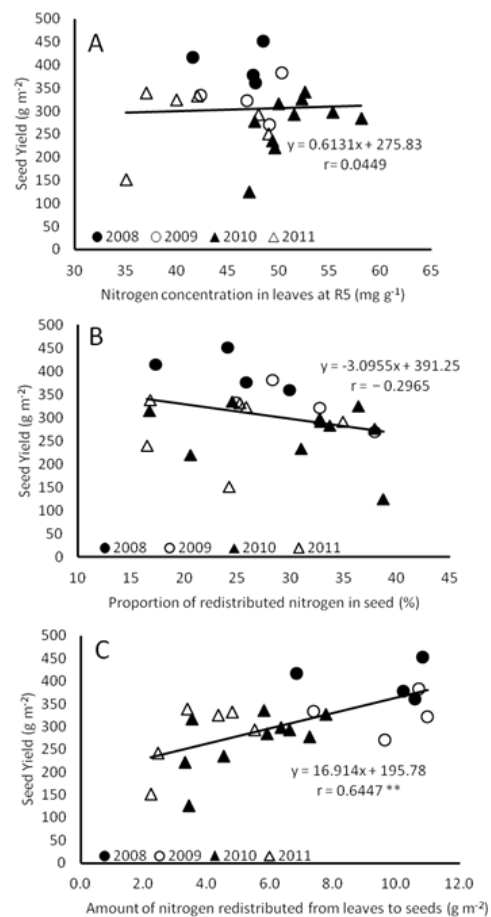 A
500
450
400
350
300
250
200
150
100
50
0
Seed Yield (g m⁻²)
y = 0.6131x + 275.83
r= 0.0449
● 2008 ○ 2009 ▲ 2010 △ 2011
30 35 40 45 50 55 60 65
Nitrogen concentration in leaves at R5 (mg g⁻¹)
B
500
450
400
350
300
250
200
150
100
50
0
Seed Yield (g m⁻²)
y = -3.0955x + 391.25
r = − 0.2965
● 2008 ○ 2009 ▲ 2010 △ 2011
10 15 20 25 30 35 40 45
Proportion of redistributed nitrogen in seed (%)
C
500
450
400
350
300
250
200
150
100
50
0
Seed Yield (g m⁻²)
y = 16.914x + 195.78
r = 0.6447 **
● 2008 ○ 2009 ▲ 2010 △ 2011
0.0 2.0 4.0 6.0 8.0 10.0 12.0
Amount of nitrogen redistributed from leaves to seeds (g m⁻²)